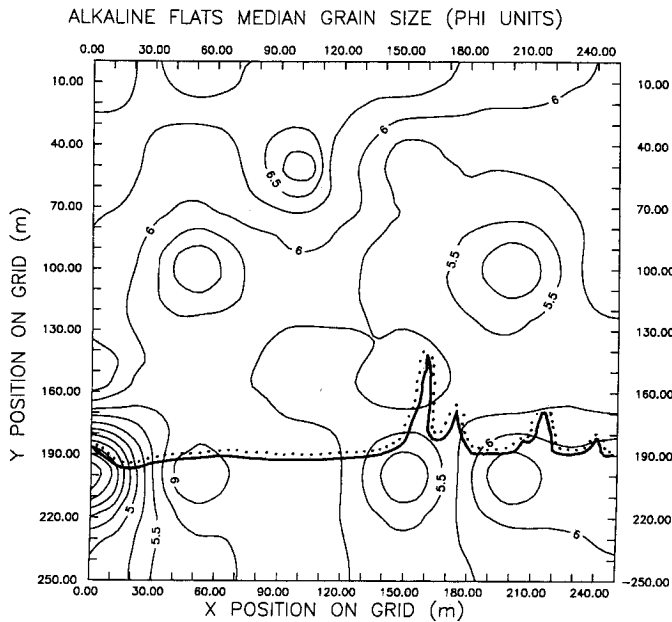 ALKALINE FLATS MEDIAN GRAIN SIZE (PHI UNITS)
0.00 30.00 60.00 90.00 120.00 150.00 180.00 210.00 240.00
10.00 10.00
40.00 40.00
6
6.5
70.00 70.00
6 6
100.00 5.5 5.5 100.00
130.00 130.00
160.00 160.00
6
190.00 190.00
6 5.5
5
220.00 220.00
5.5 6
250.00 -250.00
0.00 30.00 60.00 90.00 120.00 150.00 180.00 210.00
X POSITION ON GRID (m)
Y POSITION ON GRID (m)